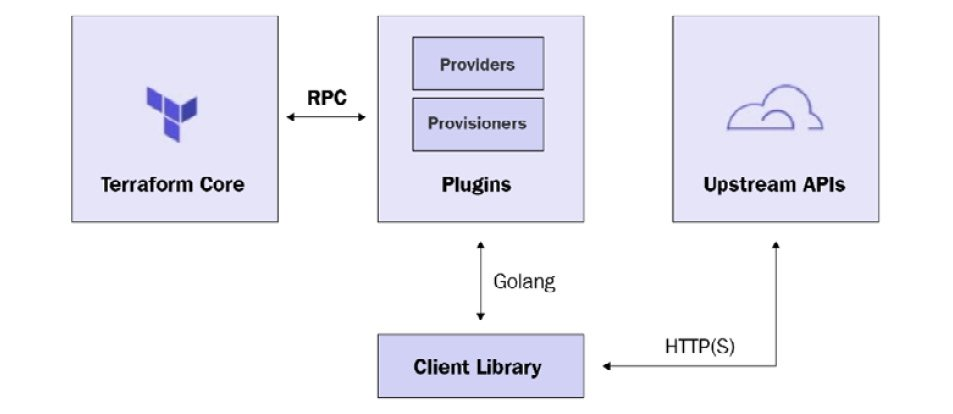 Providers
RPC
Provisioners
Terraform Core
Plugins
Upstream APIs
Golang
HTTP(S)
Client Library